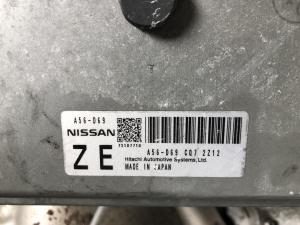 A56-D69
NISSAN
ZE
A56-D69 CQ7 2212
Hitachi Automotive Systems, Ltd.
MADE IN JAPAN